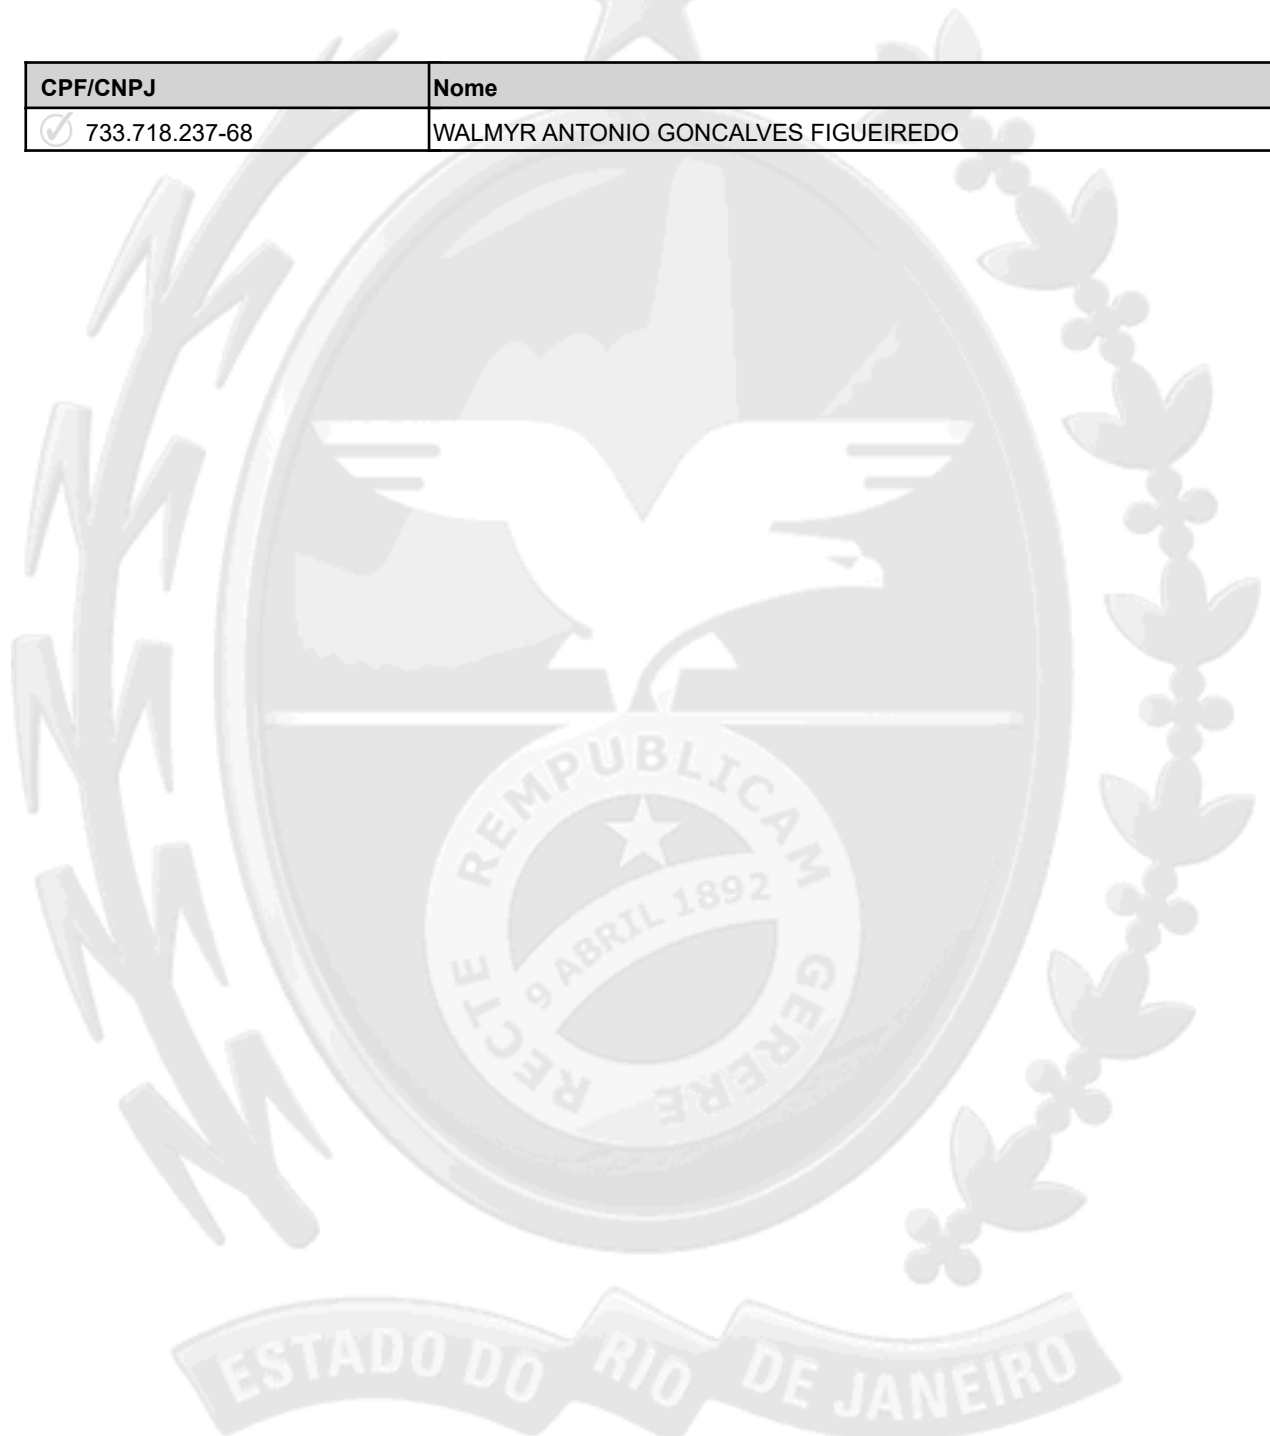 CPF/CNPJ Nome
733.718.237-68 WALMYR ANTONIO GONCALVES FIGUEIREDO
RECTE REMPUBLICAM GERERE
9 ABRIL 1892
ESTADO DO RIO DE JANEIRO